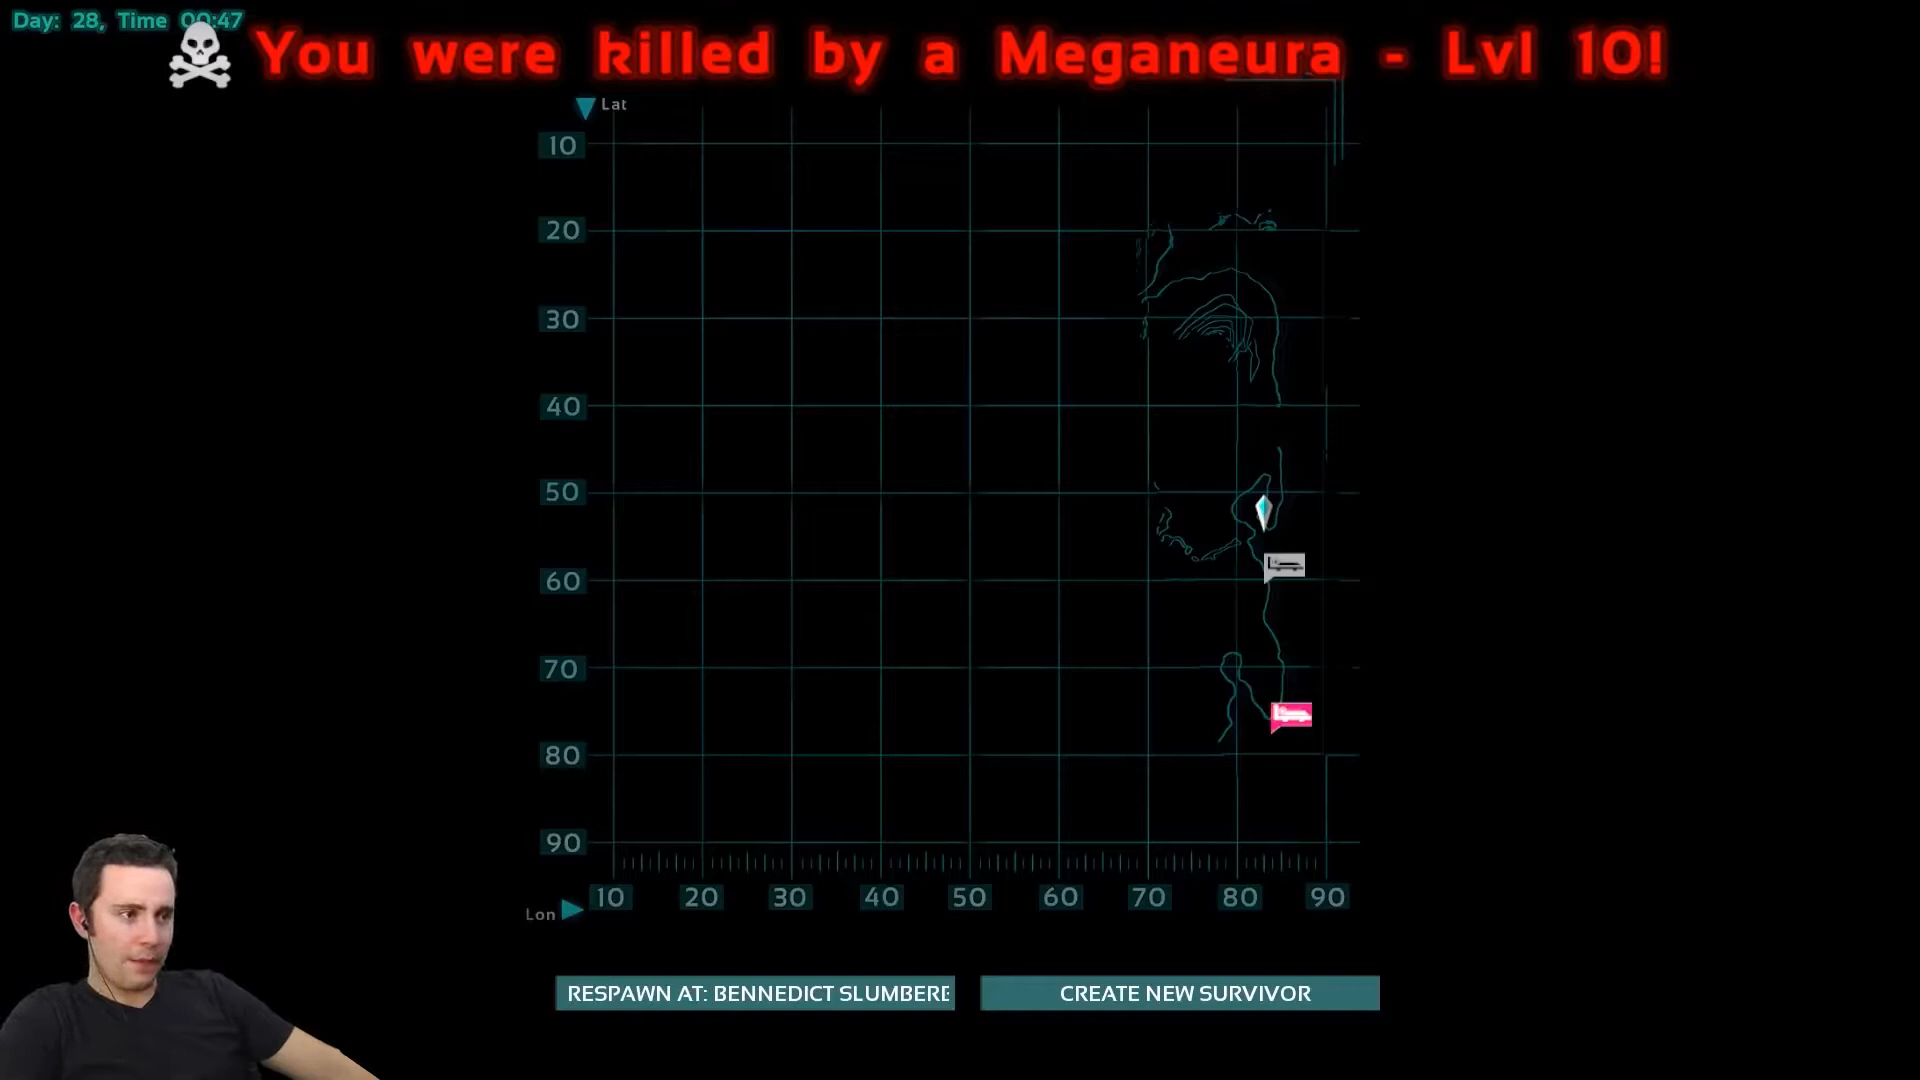 Day: 28, Time 00:47
You were killed by a Meganeura - Lvl 10!
Lat
10
20
30
40
50
60
70
80
90
10 20 30 40 50 60 70 80 90
Lon
RESPAWN AT: BENNEDICT SLUMBERE
CREATE NEW SURVIVOR